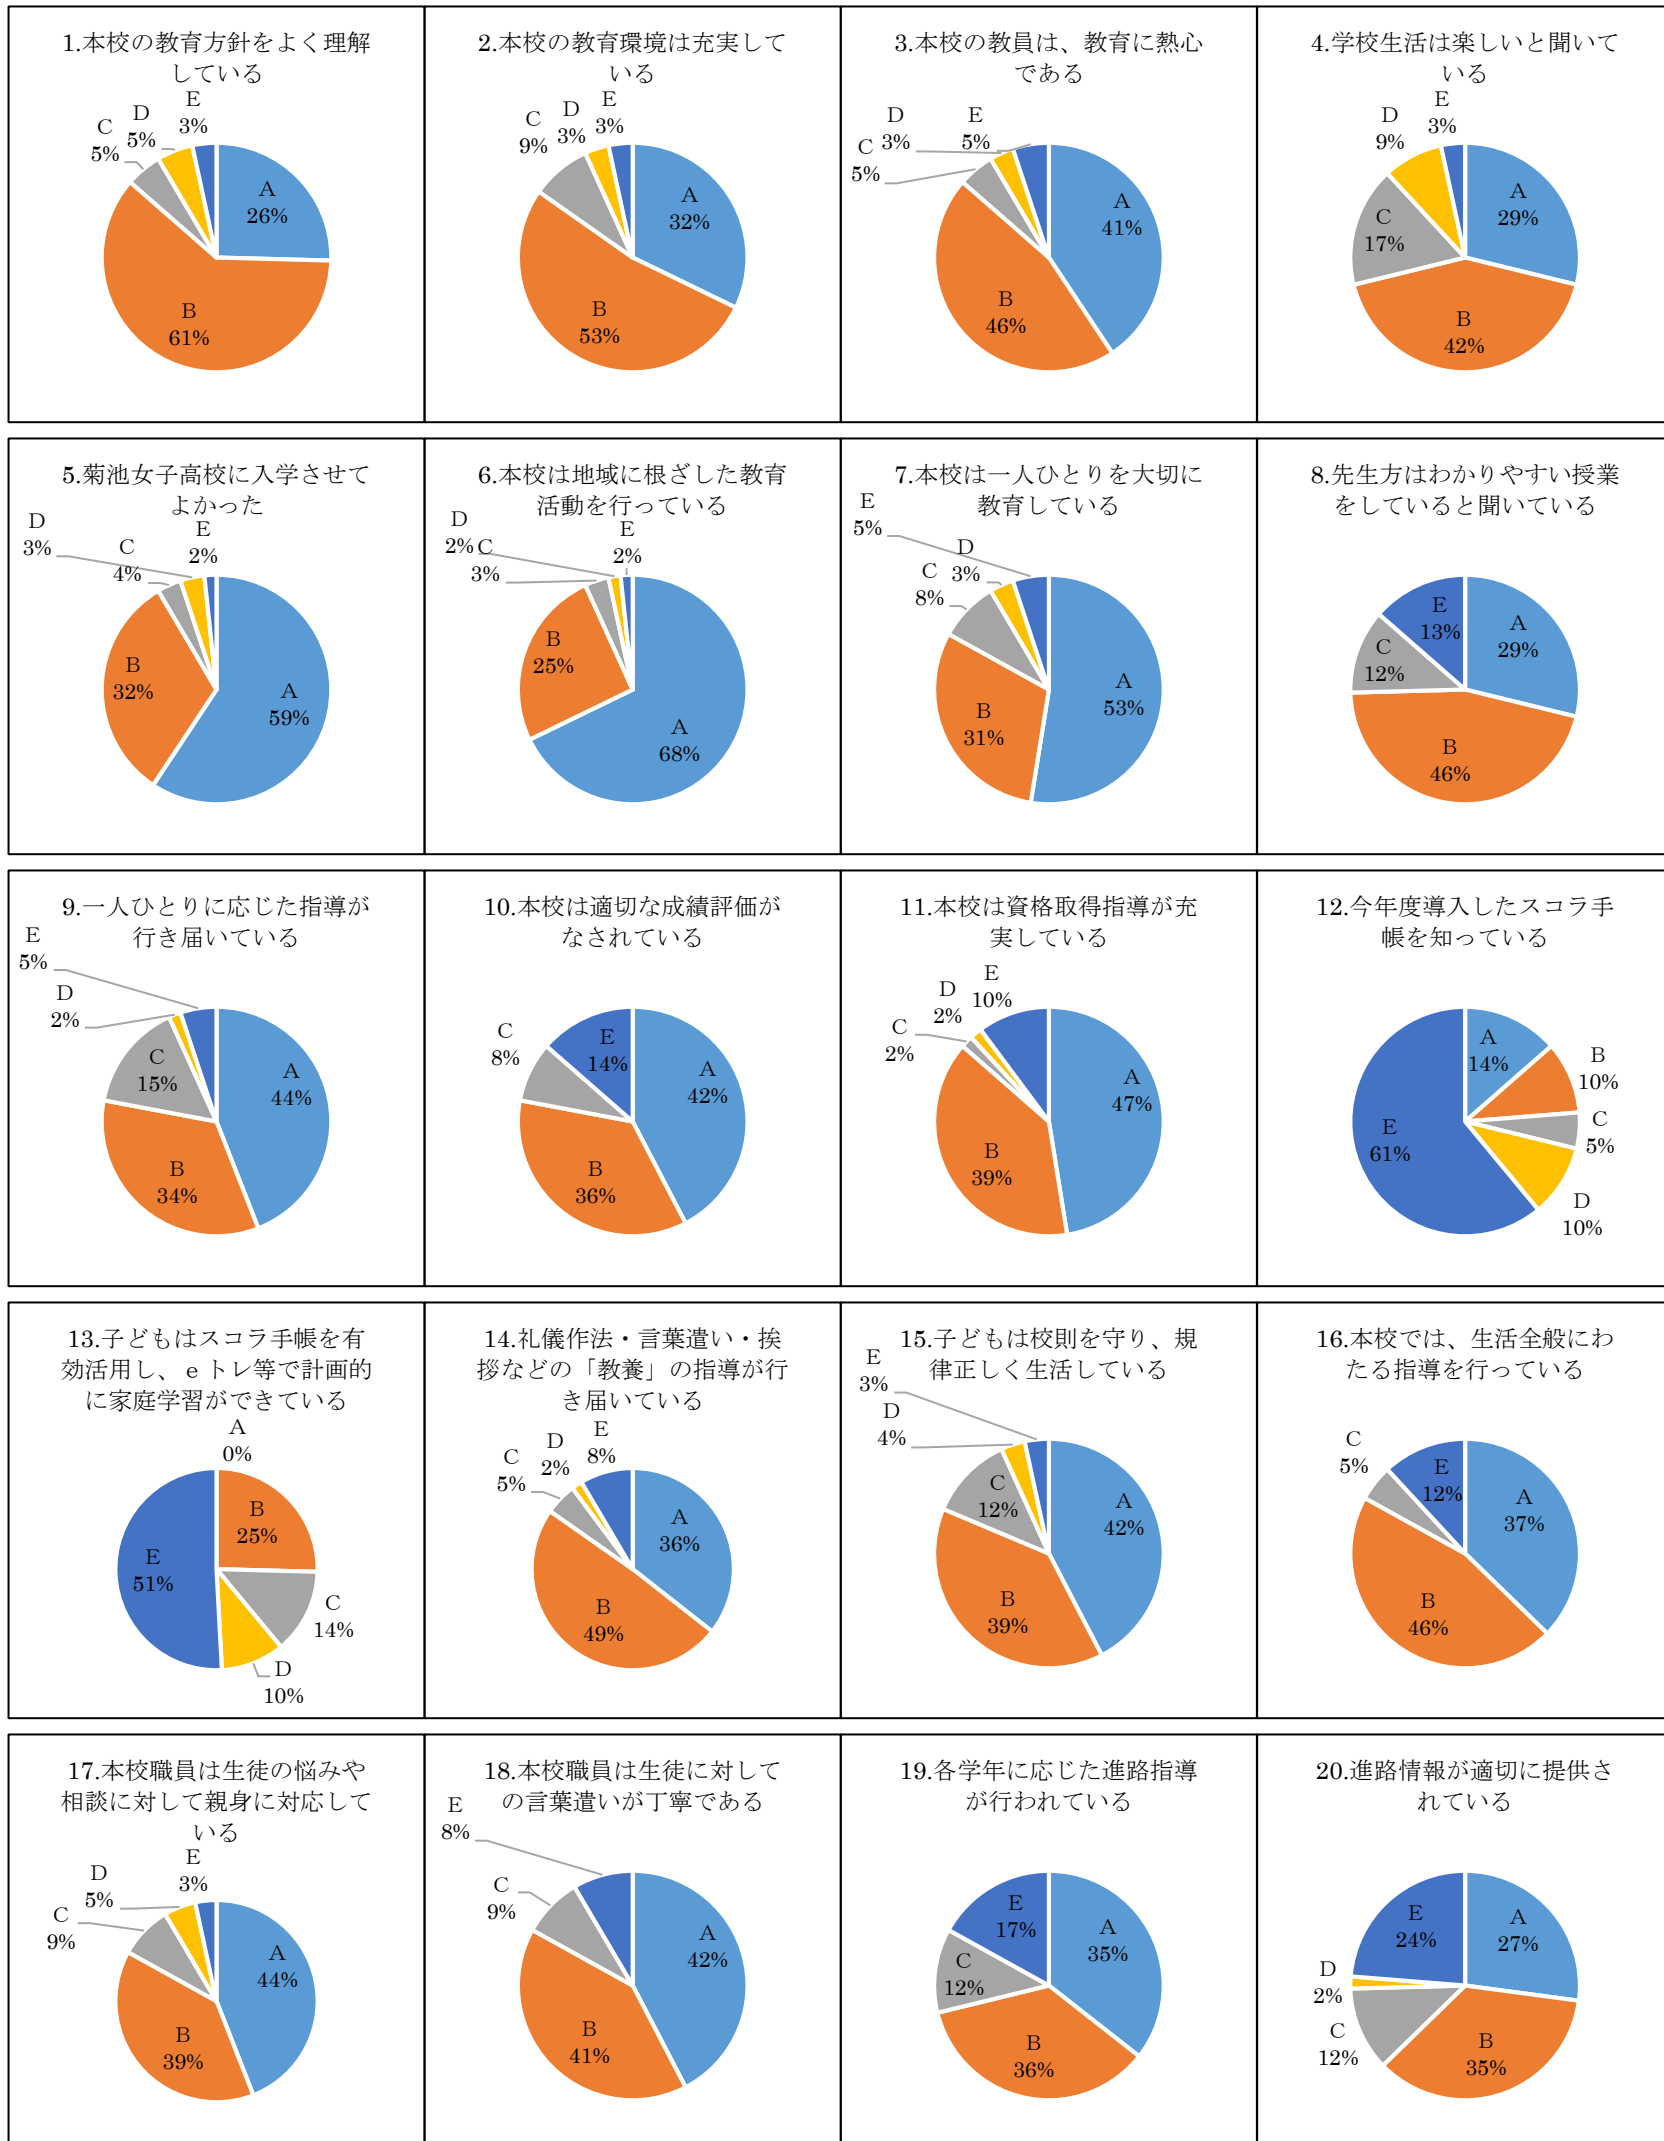 1.本校の教育方針をよく理解
している
A
26%
B
61%
C
5%
D
5%
E
3%
2.本校の教育環境は充実して
いる
A
32%
B
53%
C
9%
D
3%
E
3%
3.本校の教員は、教育に熱心
である
A
41%
B
46%
C
5%
D
3%
E
5%
4.学校生活は楽しいと聞いて
いる
A
29%
B
42%
C
17%
D
9%
E
3%
5.菊池女子高校に入学させて
よかった
A
59%
B
32%
C
4%
D
3%
E
2%
6.本校は地域に根ざした教育
活動を行っている
A
68%
B
25%
C
3%
D
2%
E
2%
7.本校は一人ひとりを大切に
教育している
A
53%
B
31%
C
8%
D
3%
E
5%
8.先生方はわかりやすい授業
をしていると聞いている
A
29%
B
46%
C
12%
E
13%
9.一人ひとりに応じた指導が
行き届いている
A
44%
B
34%
C
15%
D
2%
E
5%
10.本校は適切な成績評価が
なされている
A
42%
B
36%
C
8%
E
14%
11.本校は資格取得指導が充
実している
A
47%
B
39%
C
2%
D
2%
E
10%
12.今年度導入したスコラ手
帳を知っている
A
14%
B
10%
C
5%
D
10%
E
61%
13.子どもはスコラ手帳を有
効活用し、ｅトレ等で計画的
に家庭学習ができている
A
0%
B
25%
C
14%
D
10%
E
51%
14.礼儀作法・言葉遣い・挨
拶などの「教養」の指導が行
き届いている
A
36%
B
49%
C
5%
D
2%
E
8%
15.子どもは校則を守り、規
律正しく生活している
A
42%
B
39%
C
12%
D
4%
E
3%
16.本校では、生活全般にわ
たる指導を行っている
A
37%
B
46%
C
5%
E
12%
17.本校職員は生徒の悩みや
相談に対して親身に対応して
いる
A
44%
B
39%
C
9%
D
5%
E
3%
18.本校職員は生徒に対して
の言葉遣いが丁寧である
A
42%
B
41%
C
9%
E
8%
19.各学年に応じた進路指導
が行われている
A
35%
B
36%
C
12%
E
17%
20.進路情報が適切に提供さ
れている
A
27%
B
35%
C
12%
D
2%
E
24%